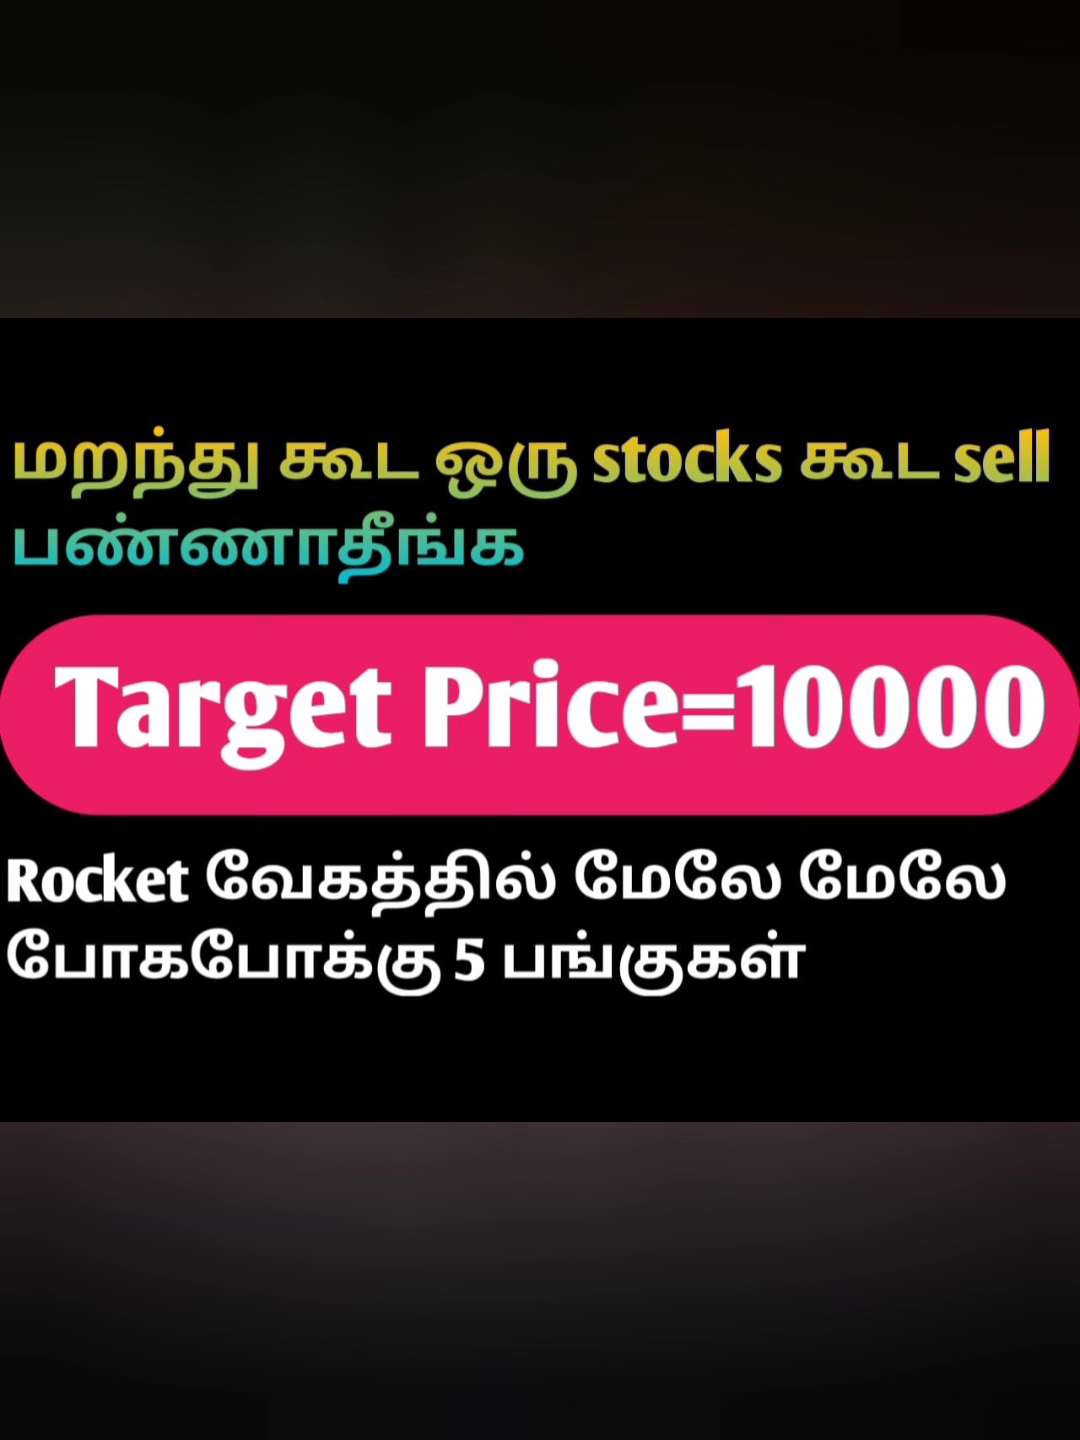 மறந்து கூட ஒரு stocks கூட sell
பண்ணாதீங்க
Target Price=10000
Rocket வேகத்தில் மேலே மேலே
போகபோக்கு 5 பங்குகள்